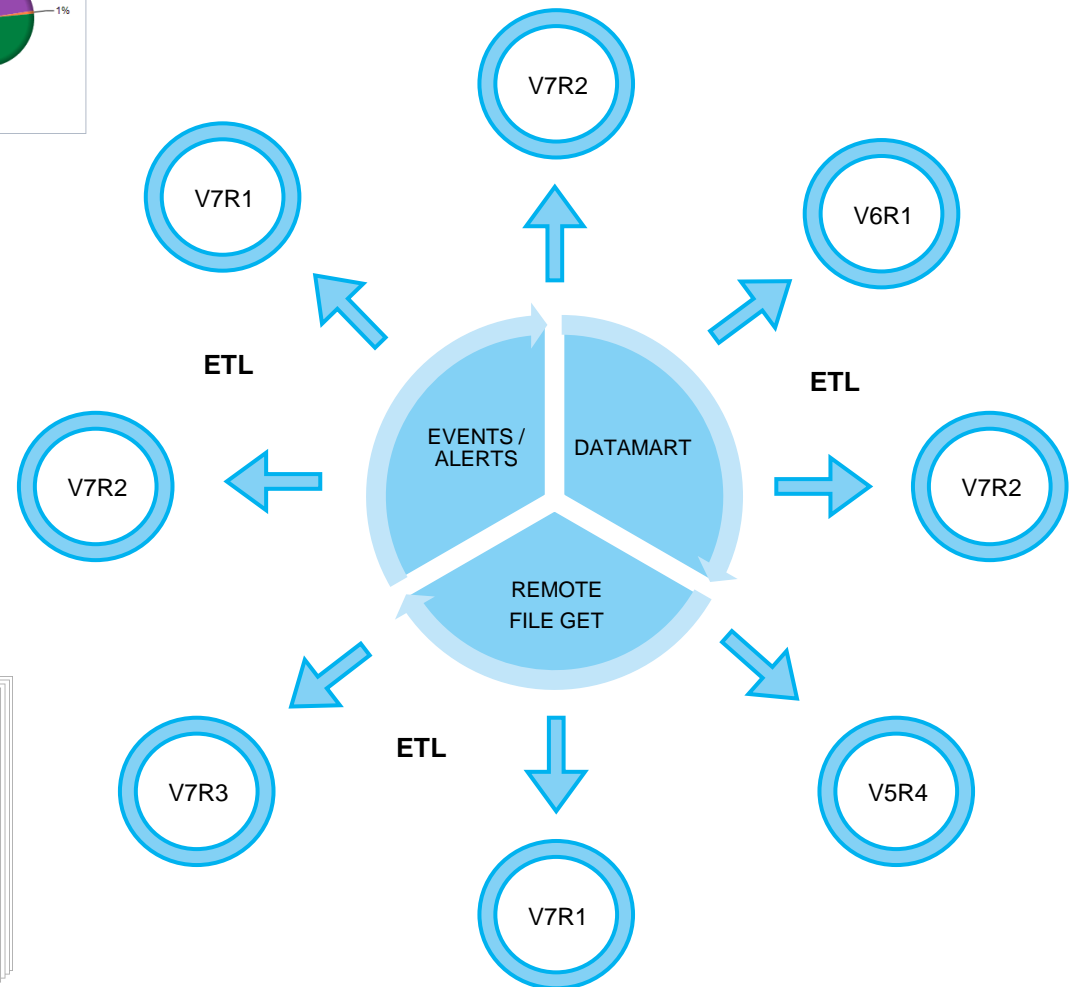 1%
V7R2
V7R1
V6R1
ETL
ETL
EVENTS /
ALERTS
DATAMART
V7R2
V7R2
REMOTE
FILE GET
ETL
V7R3
V5R4
V7R1